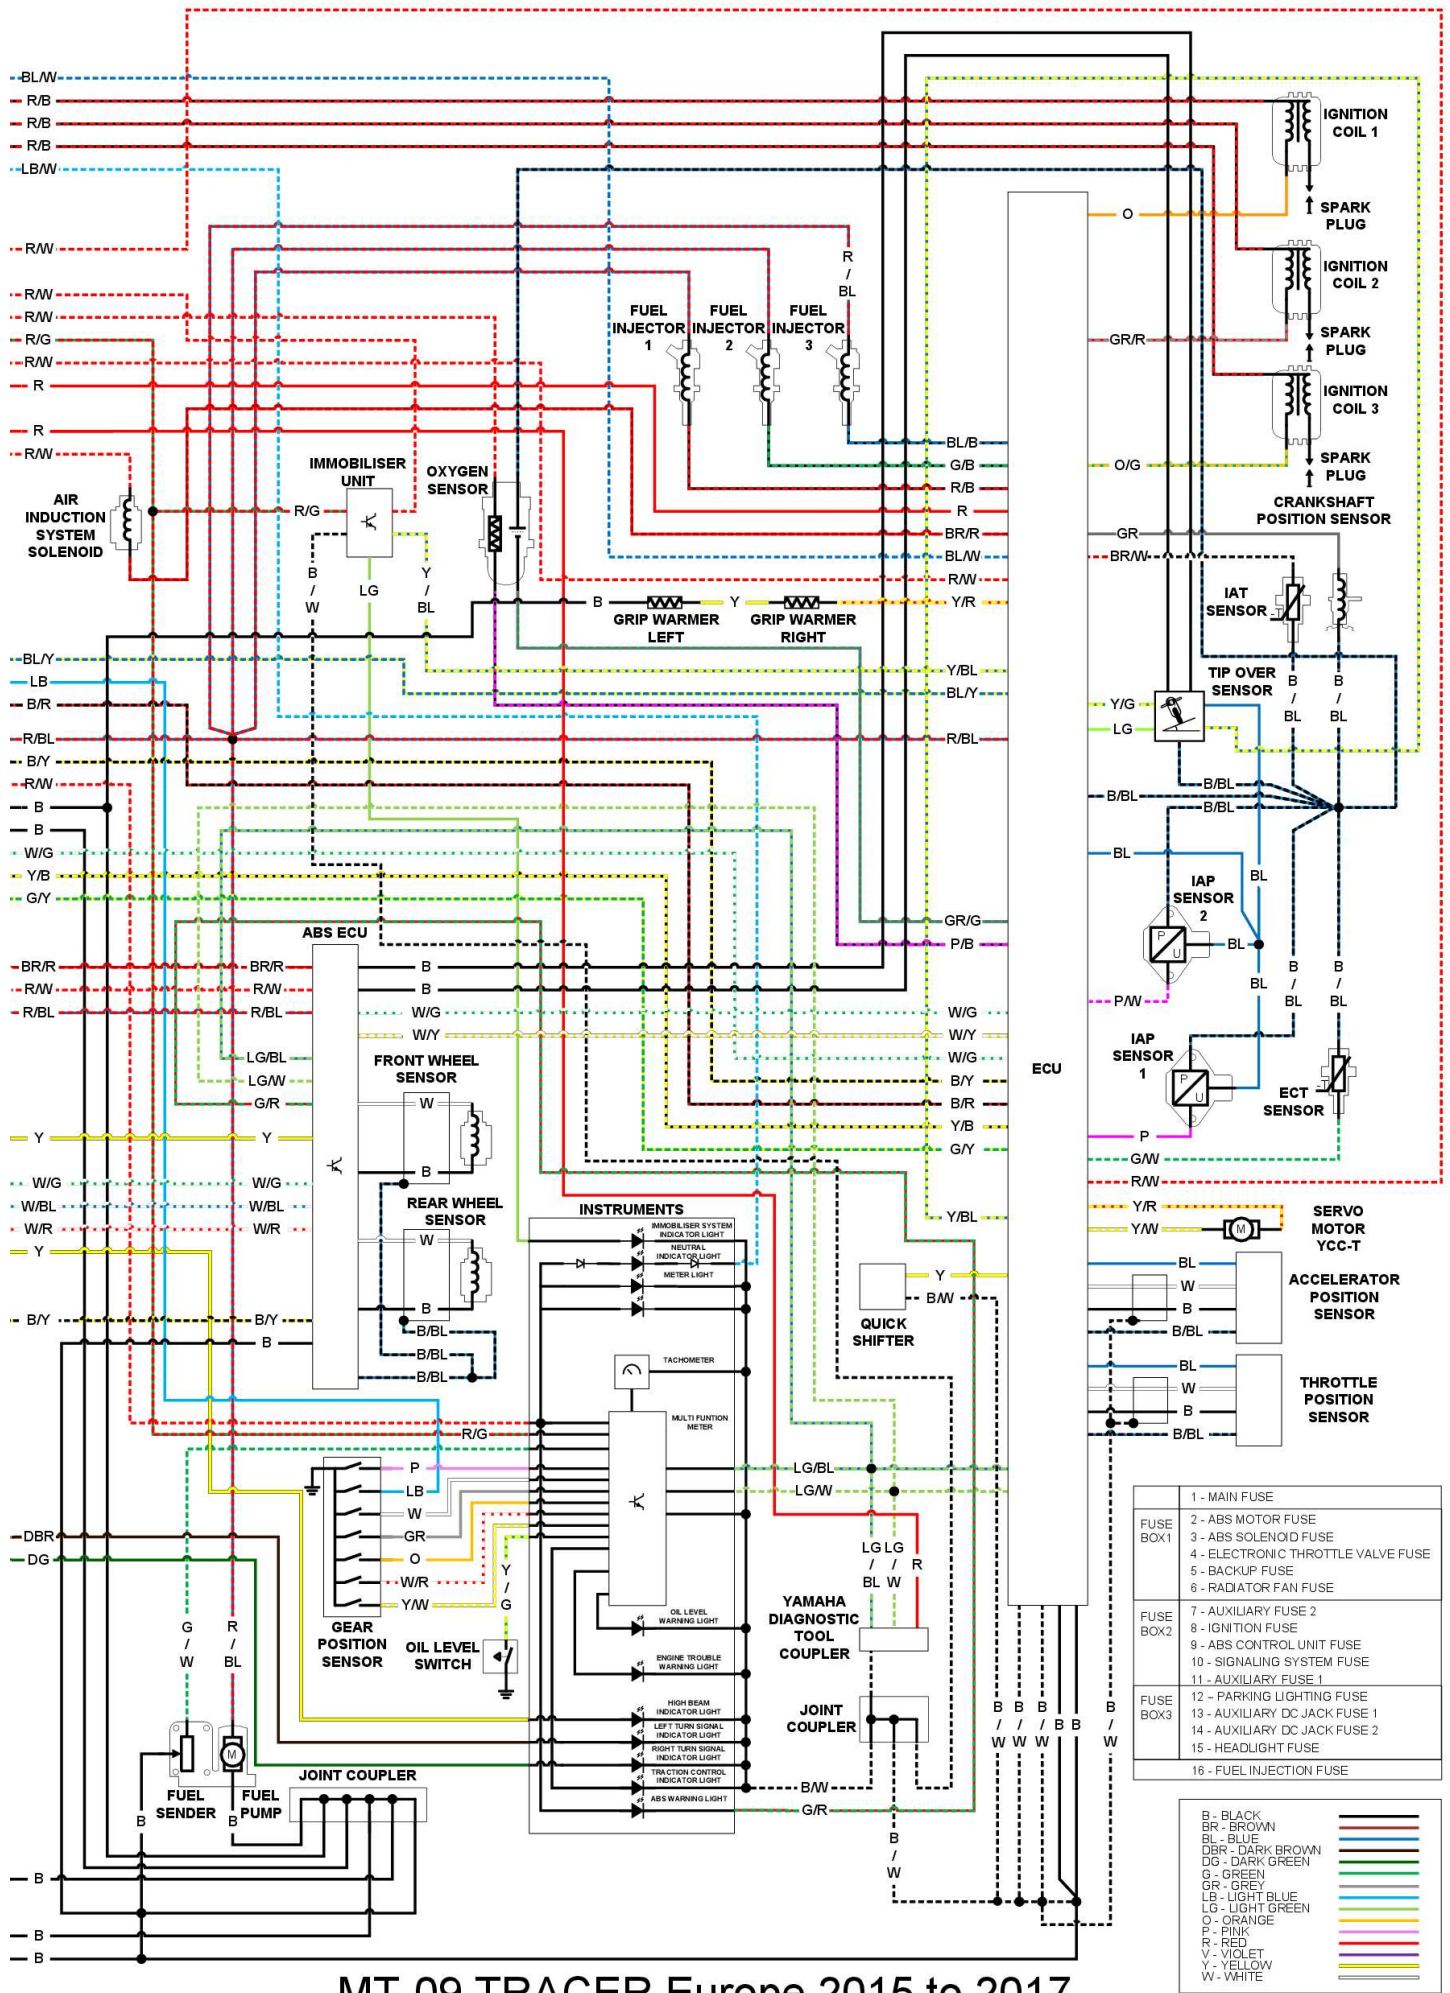 BL/W
R/B
R/B
R/B
LB/W
R/W
R/W
R/W
R/G
R/W
R
R
R/W
BL/Y
LB
B/R
R/BL
B/Y
R/W
B
B
W/G
Y/B
G/Y
BR/R
R/W
R/BL
Y
W/G
W/BL
W/R
Y
B/Y
DBR
DG
B
B
B
AIR
INDUCTION
SYSTEM
SOLENOID
IMMOBILISER
UNIT
R/G
B
/
W
LG
Y
/
BL
OXYGEN
SENSOR
FUEL
INJECTOR
1
FUEL
INJECTOR
2
FUEL
INJECTOR
3
R
/
BL
B
GRIP WARMER
LEFT
Y
GRIP WARMER
RIGHT
BL/B
G/B
R/B
R
BR/R
BL/W
R/W
Y/R
Y/BL
BL/Y
R/BL
GR/G
P/B
W/G
W/Y
W/G
B/Y
B/R
Y/B
G/Y
Y/BL
ECU
ABS ECU
BR/R
R/W
R/BL
LG/BL
LG/W
G/R
Y
W/G
W/BL
W/R
B/Y
B
B
B
W/G
W/Y
FRONT WHEEL
SENSOR
W
B
REAR WHEEL
SENSOR
W
B
B/BL
B/BL
B/BL
INSTRUMENTS
IMMOBILISER SYSTEM
INDICATOR LIGHT
NEUTRAL
INDICATOR LIGHT
METER LIGHT
TACHOMETER
MULTI FUNTION
METER
OIL LEVEL
WARNING LIGHT
ENGINE TROUBLE
WARNING LIGHT
HIGH BEAM
INDICATOR LIGHT
LEFT TURN SIGNAL
INDICATOR LIGHT
RIGHT TURN SIGNAL
INDICATOR LIGHT
TRACTION CONTROL
INDICATOR LIGHT
ABS WARNING LIGHT
QUICK
SHIFTER
Y
B/W
R/G
P
LB
W
GR
O
W/R
Y/W
GEAR
POSITION
SENSOR
Y
/
G
OIL LEVEL
SWITCH
LG/BL
LG/W
LG
/
BL
LG
/
W
R
YAMAHA
DIAGNOSTIC
TOOL
COUPLER
JOINT
COUPLER
B/W
G/R
B
/
W
B
/
W
B
/
W
B
/
W
B
B
B
/
W
G
/
W
R
/
BL
M
FUEL
SENDER
FUEL
PUMP
B
B
JOINT COUPLER
O
IGNITION
COIL 1
SPARK
PLUG
GR/R
IGNITION
COIL 2
SPARK
PLUG
O/G
IGNITION
COIL 3
SPARK
PLUG
CRANKSHAFT
POSITION SENSOR
GR
BR/W
IAT
SENSOR
-T
TIP OVER
SENSOR
B
/
BL
B
/
BL
Y/G
LG
B/BL
B/BL
B/BL
BL
BL
IAP
SENSOR
2
P
U
BL
BL
B
/
BL
B
/
BL
P/W
IAP
SENSOR
1
P
U
ECT
SENSOR
-T
P
G/W
R/W
Y/R
Y/W
M
SERVO
MOTOR
YCC-T
BL
W
B
B/BL
ACCELERATOR
POSITION
SENSOR
BL
W
B
B/BL
THROTTLE
POSITION
SENSOR
1 - MAIN FUSE
FUSE
BOX1
2 - ABS MOTOR FUSE
3 - ABS SOLENOID FUSE
4 - ELECTRONIC THROTTLE VALVE FUSE
5 - BACKUP FUSE
6 - RADIATOR FAN FUSE
FUSE
BOX2
7 - AUXILIARY FUSE 2
8 - IGNITION FUSE
9 - ABS CONTROL UNIT FUSE
10 - SIGNALING SYSTEM FUSE
11 - AUXILIARY FUSE 1
FUSE
BOX3
12 – PARKING LIGHTING FUSE
13 - AUXILIARY DC JACK FUSE 1
14 - AUXILIARY DC JACK FUSE 2
15 - HEADLIGHT FUSE
16 - FUEL INJECTION FUSE
B - BLACK
BR - BROWN
BL - BLUE
DBR - DARK BROWN
DG - DARK GREEN
G - GREEN
GR - GREY
LB - LIGHT BLUE
LG - LIGHT GREEN
O - ORANGE
P - PINK
R - RED
V - VIOLET
Y - YELLOW
W - WHITE
MT-09 TRACER Europe 2015 to 2017